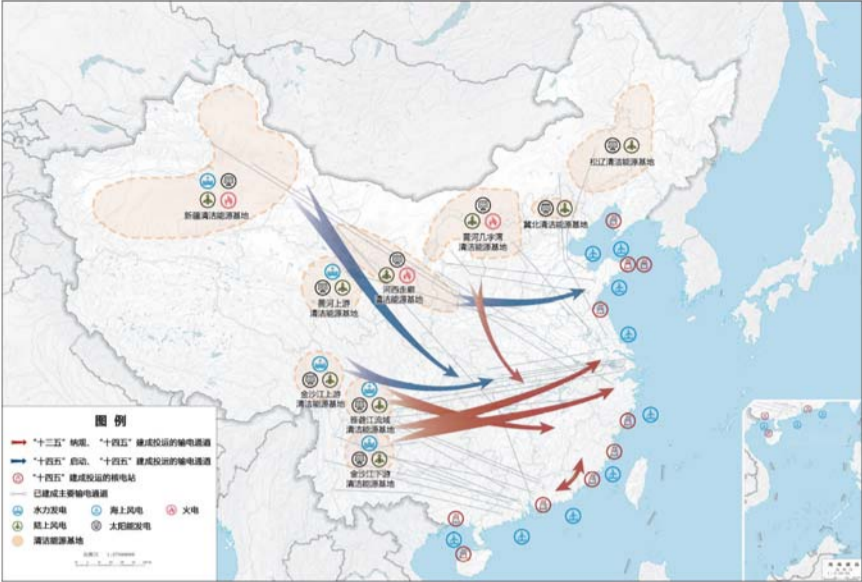 松辽清洁能源基地
新疆清洁能源基地
冀北清洁能源基地
黄河几字湾
清洁能源基地
河西走廊
清洁能源基地
黄河上游
清洁能源基地
金沙江上游
清洁能源基地
雅砻江流域
清洁能源基地
金沙江下游
清洁能源基地
图 例
“十三五”纳规、“十四五”建成投运的输电通道
“十四五”启动、“十四五”建成投运的输电通道
“十四五”建成投运的核电站
已建成主要输电通道
水力发电 海上风电 火电
陆上风电 太阳能发电
清洁能源基地